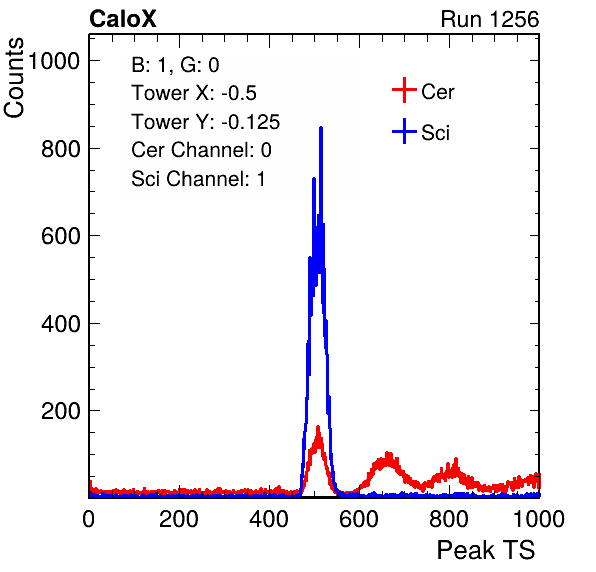 CaloX Run 1256
Counts
B: 1, G: 0
Tower X: -0.5
Tower Y: -0.125
Cer Channel: 0
Sci Channel: 1
Cer
Sci
1000
800
600
400
200
0 200 400 600 800 1000
Peak TS